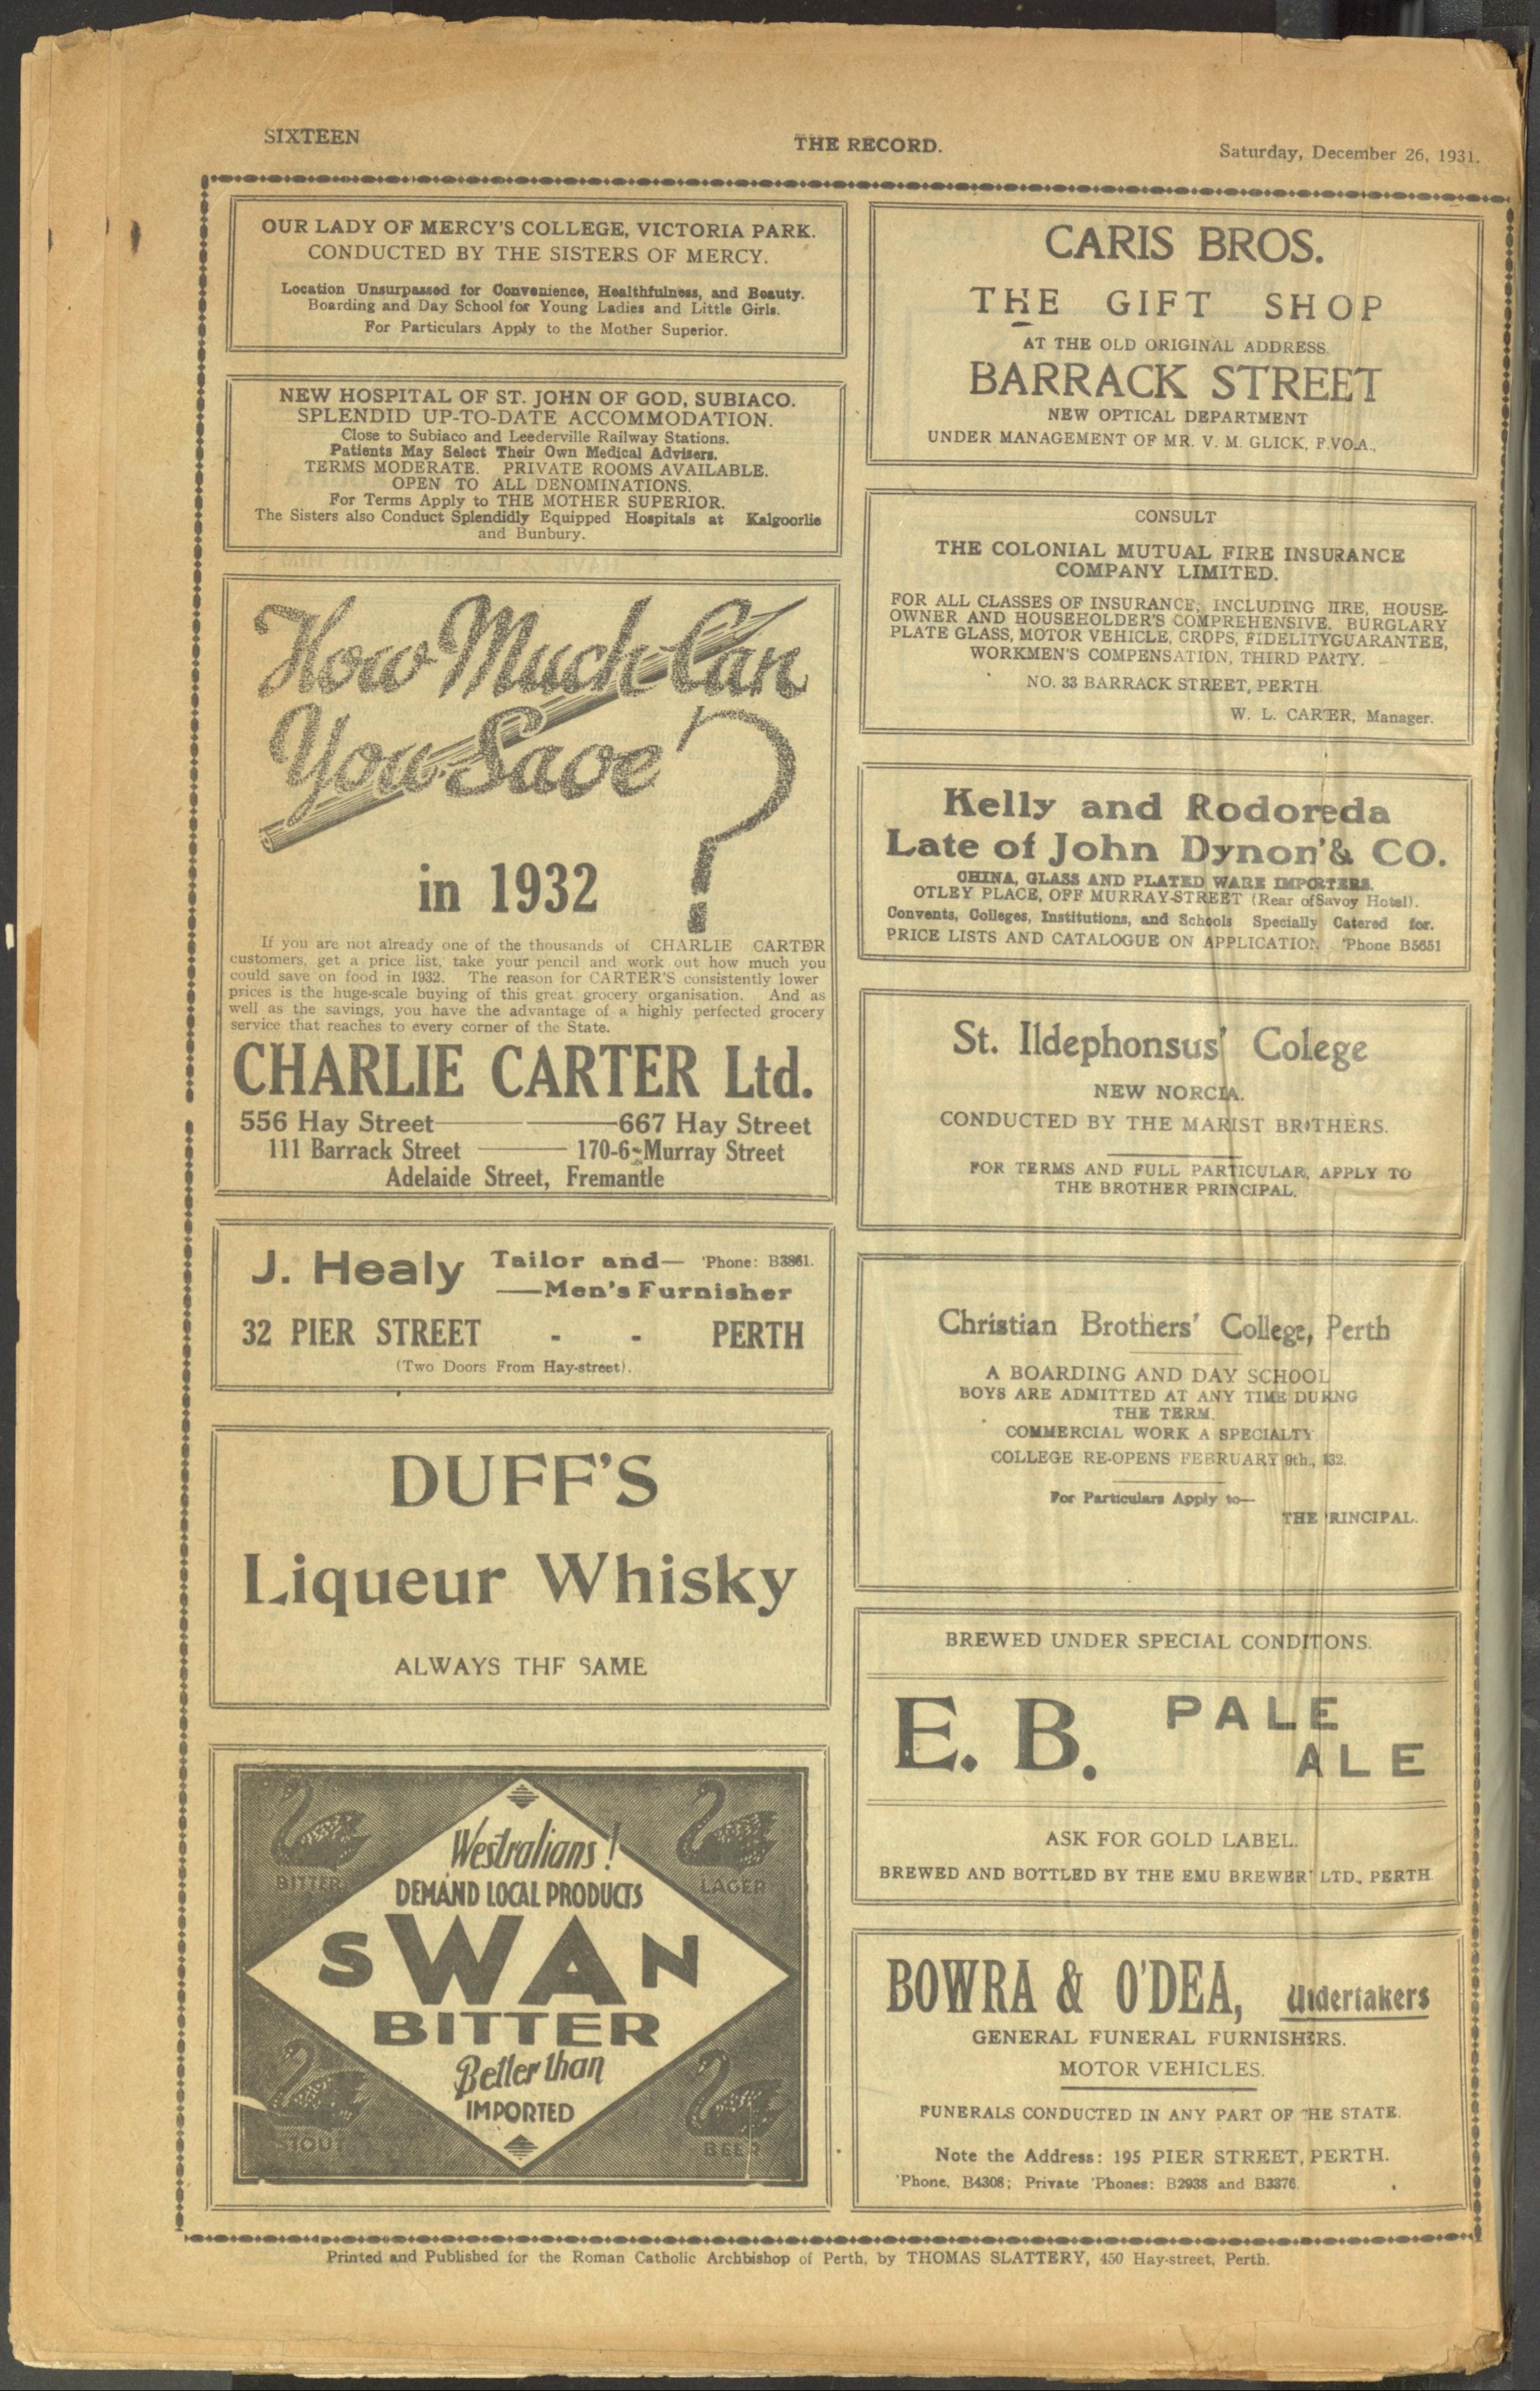 SIXTEEN
THE RECORD.
Saturday, December 26, 1931.
OUR LADY OF MERCY'S COLLEGE, VICTORIA PARK.
CONDUCTED BY THE SISTERS OF MERCY.
Location Unsurpassed for Convenience, Healthfulness, and Beauty.
Boarding and Day School for Young Ladies and Little Girls.
For Particulars Apply to the Mother Superior.
NEW HOSPITAL OF ST. JOHN OF GOD, SUBIACO.
SPLENDID UP-TO-DATE ACCOMMODATION.
Close to Subiaco and Leederville Railway Stations.
Patients May Select Their Own Medical Advisers.
TERMS MODERATE. PRIVATE ROOMS AVAILABLE.
OPEN TO ALL DENOMINATIONS.
For Terms Apply to THE MOTHER SUPERIOR.
The Sisters also Conduct Splendidly Equipped Hospitals at Kalgoorlie
and Bunbury.
How Much Can
You Save?
in 1932
If you are not already one of the thousands of CHARLIE CARTER
customers, get a price list, take your pencil and work out how much you
could save on food in 1932. The reason for CARTER'S consistently lower
prices is the huge-scale buying of this great grocery organisation. And as
well as the savings, you have the advantage of a highly perfected grocery
service that reaches to every corner of the State.
CHARLIE CARTER Ltd.
556 Hay Street——— ———667 Hay Street
111 Barrack Street ——— 170-6-Murray Street
Adelaide Street, Fremantle
J. Healy Tailor and— 'Phone: B3861.
—Men's Furnisher
32 PIER STREET - - PERTH
(Two Doors From Hay-street).
DUFF'S
Liqueur Whisky
ALWAYS THE SAME
BITTER
LAGER
Westralians!
DEMAND LOCAL PRODUCTS
SWAN
BITTER
Better than
IMPORTED
STOUT
BEER
CARIS BROS.
THE GIFT SHOP
AT THE OLD ORIGINAL ADDRESS
BARRACK STREET
NEW OPTICAL DEPARTMENT
UNDER MANAGEMENT OF MR. V. M. GLICK, F.V.O.A.,
CONSULT
THE COLONIAL MUTUAL FIRE INSURANCE
COMPANY LIMITED.
FOR ALL CLASSES OF INSURANCE, INCLUDING IIRE, HOUSE-
OWNER AND HOUSEHOLDER'S COMPREHENSIVE, BURGLARY
PLATE GLASS, MOTOR VEHICLE, CROPS, FIDELITYGUARANTEE,
WORKMEN'S COMPENSATION, THIRD PARTY.
NO. 33 BARRACK STREET, PERTH.
W. L. CARTER, Manager.
Kelly and Rodoreda
Late of John Dynon'& CO.
CHINA, GLASS AND PLATED WARE IMPORTERS.
OTLEY PLACE, OFF MURRAY-STREET (Rear ofSavoy Hotel).
Convents, Colleges, Institutions, and Schools Specially Catered for.
PRICE LISTS AND CATALOGUE ON APPLICATION 'Phone B5651
St. Ildephonsus' Colege
NEW NORCIA.
CONDUCTED BY THE MARIST BROTHERS.
FOR TERMS AND FULL PARTICULAR, APPLY TO
THE BROTHER PRINCIPAL.
Christian Brothers' College, Perth
A BOARDING AND DAY SCHOOL
BOYS ARE ADMITTED AT ANY TIME DURNG
THE TERM.
COMMERCIAL WORK A SPECIALTY
COLLEGE RE-OPENS FEBRUARY 9th., 132.
For Particulars Apply to—
THE PRINCIPAL.
BREWED UNDER SPECIAL CONDITIONS.
E. B. PALE
ALE
ASK FOR GOLD LABEL.
BREWED AND BOTTLED BY THE EMU BREWERY LTD., PERTH
BOWRA & O'DEA, Undertakers
GENERAL FUNERAL FURNISHERS.
MOTOR VEHICLES.
FUNERALS CONDUCTED IN ANY PART OF THE STATE.
Note the Address: 195 PIER STREET, PERTH.
'Phone, B4308; Private 'Phones: B2938 and B3376.
Printed and Published for the Roman Catholic Archbishop of Perth, by THOMAS SLATTERY, 450 Hay-street, Perth.